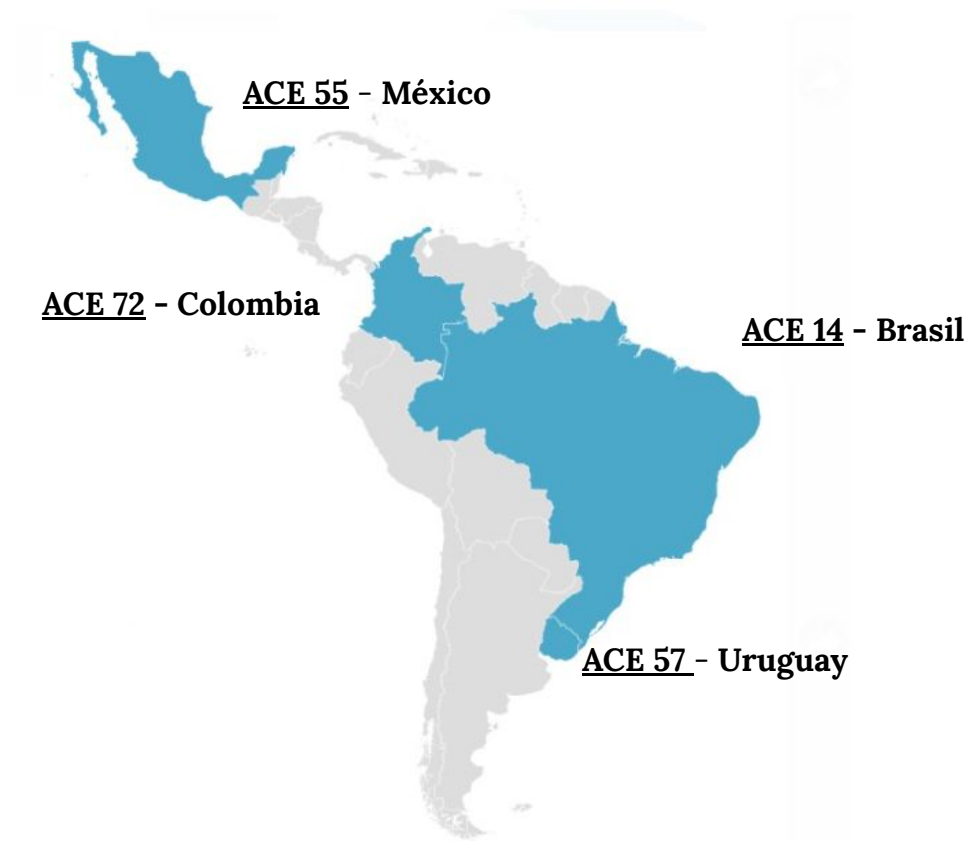 ACE 55 - México
ACE 72 - Colombia
ACE 14 - Brasil
ACE 57 - Uruguay